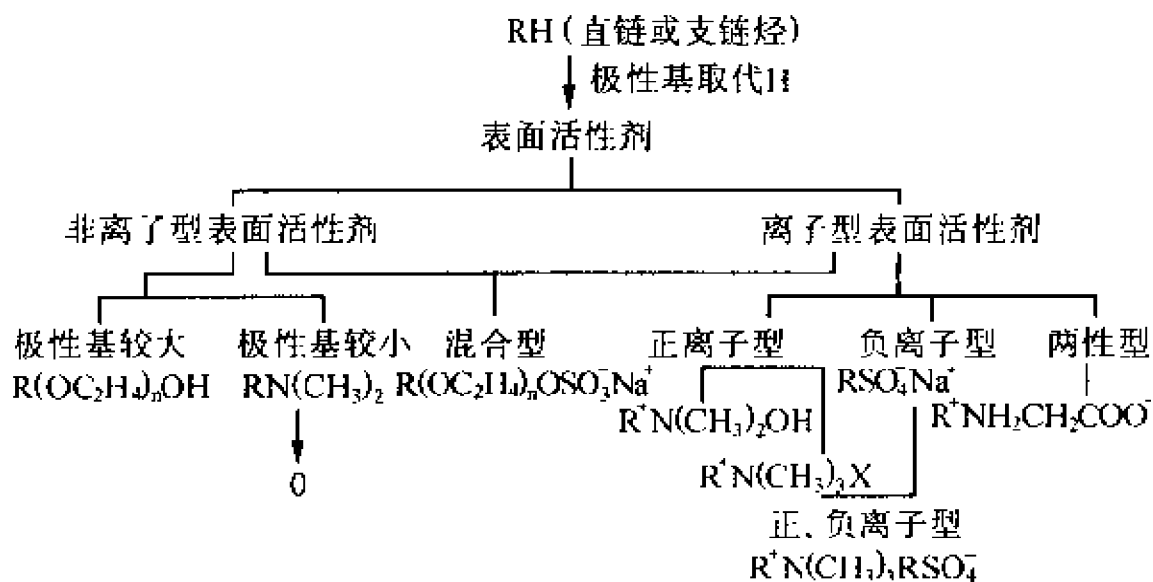 RH(直链或支链烃)
极性基取代H
表面活性剂
非离子型表面活性剂 离子型表面活性剂
极性基较大 极性基较小 混合型 正离子型 负离子型 两性型
R(OC₂H₄)ₙOH RN(CH₃)₂ R(OC₂H₄)ₙOSO₃⁻Na⁺ RSO₄⁻Na⁺
R⁺N(CH₃)₂OH R⁺NH₂CH₂COO⁻
O R⁺N(CH₃)₃X
正、负离子型
R⁺N(CH₃)₃RSO₄⁻